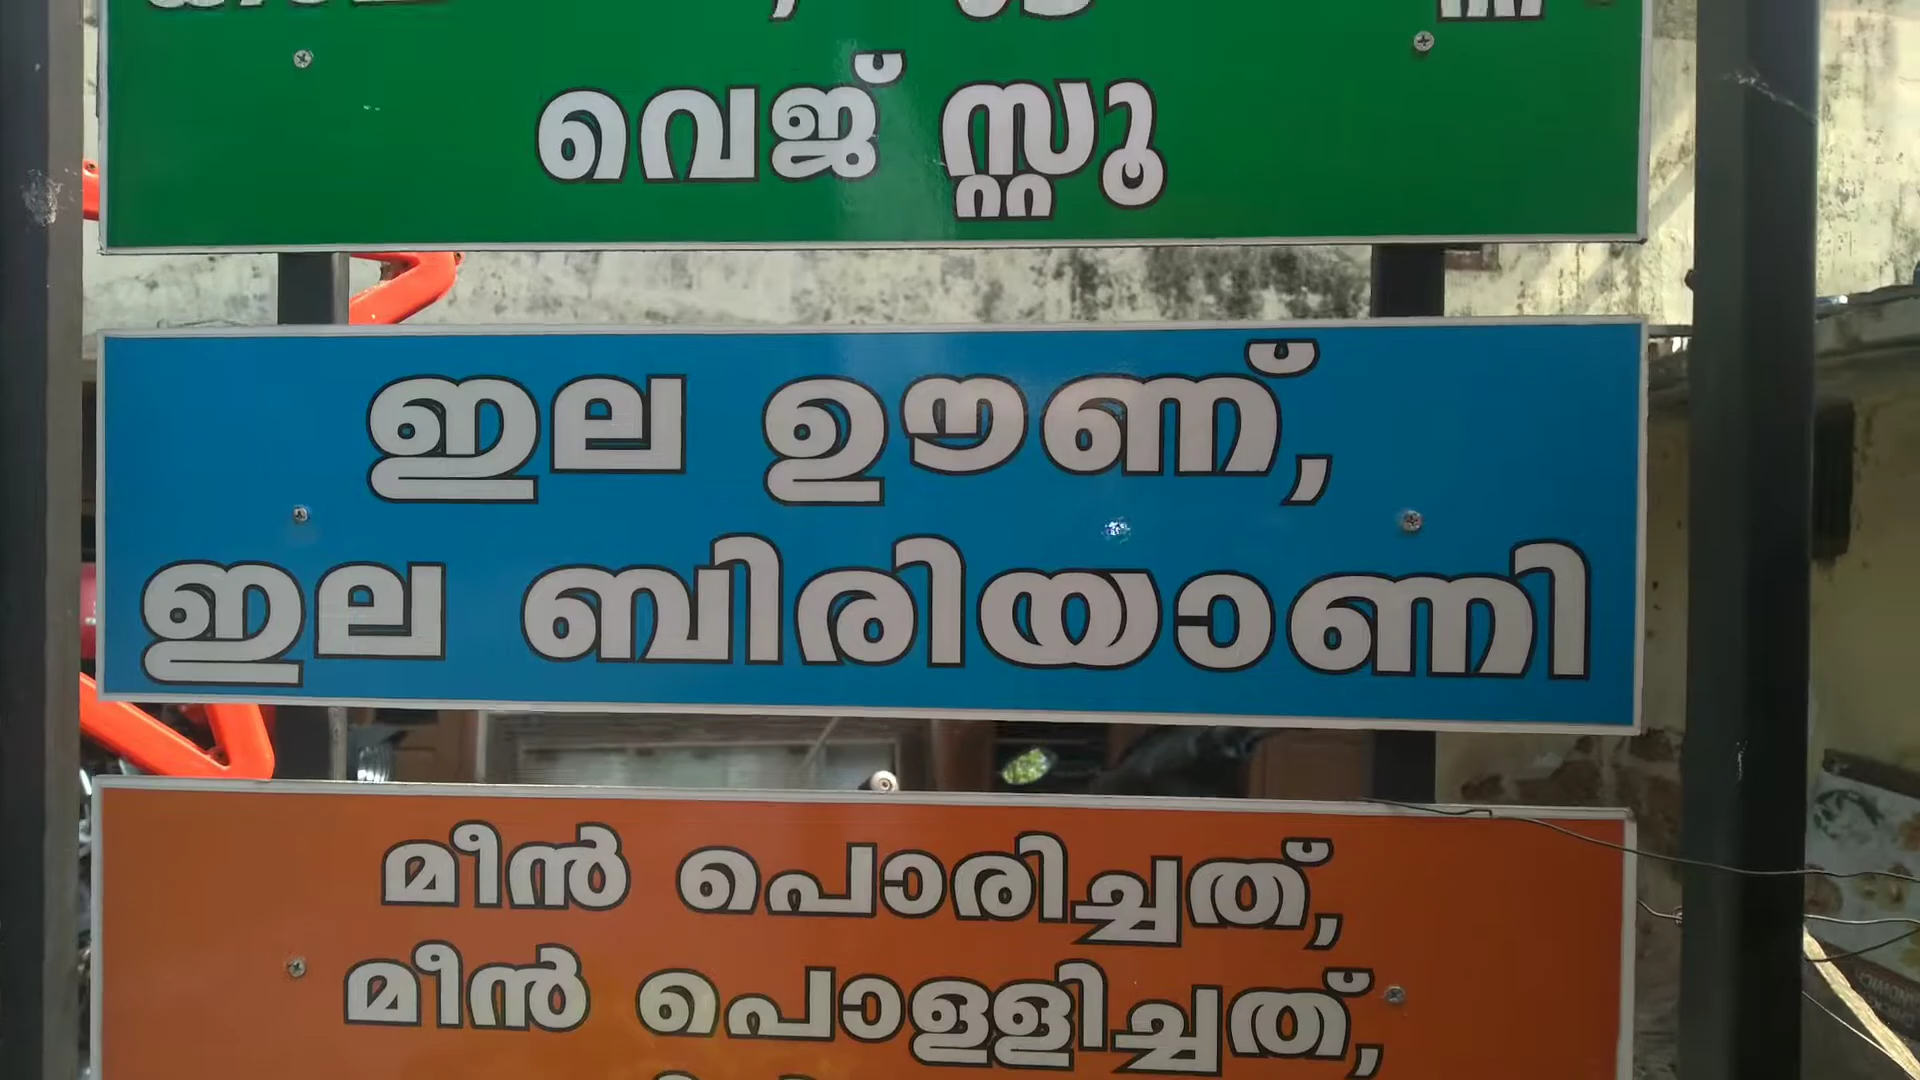 വെജ് സ്റ്റൂ
ഇല ഊണ്,
ഇല ബിരിയാണി
മീൻ പൊരിച്ചത്,
മീൻ പൊള്ളിച്ചത്,